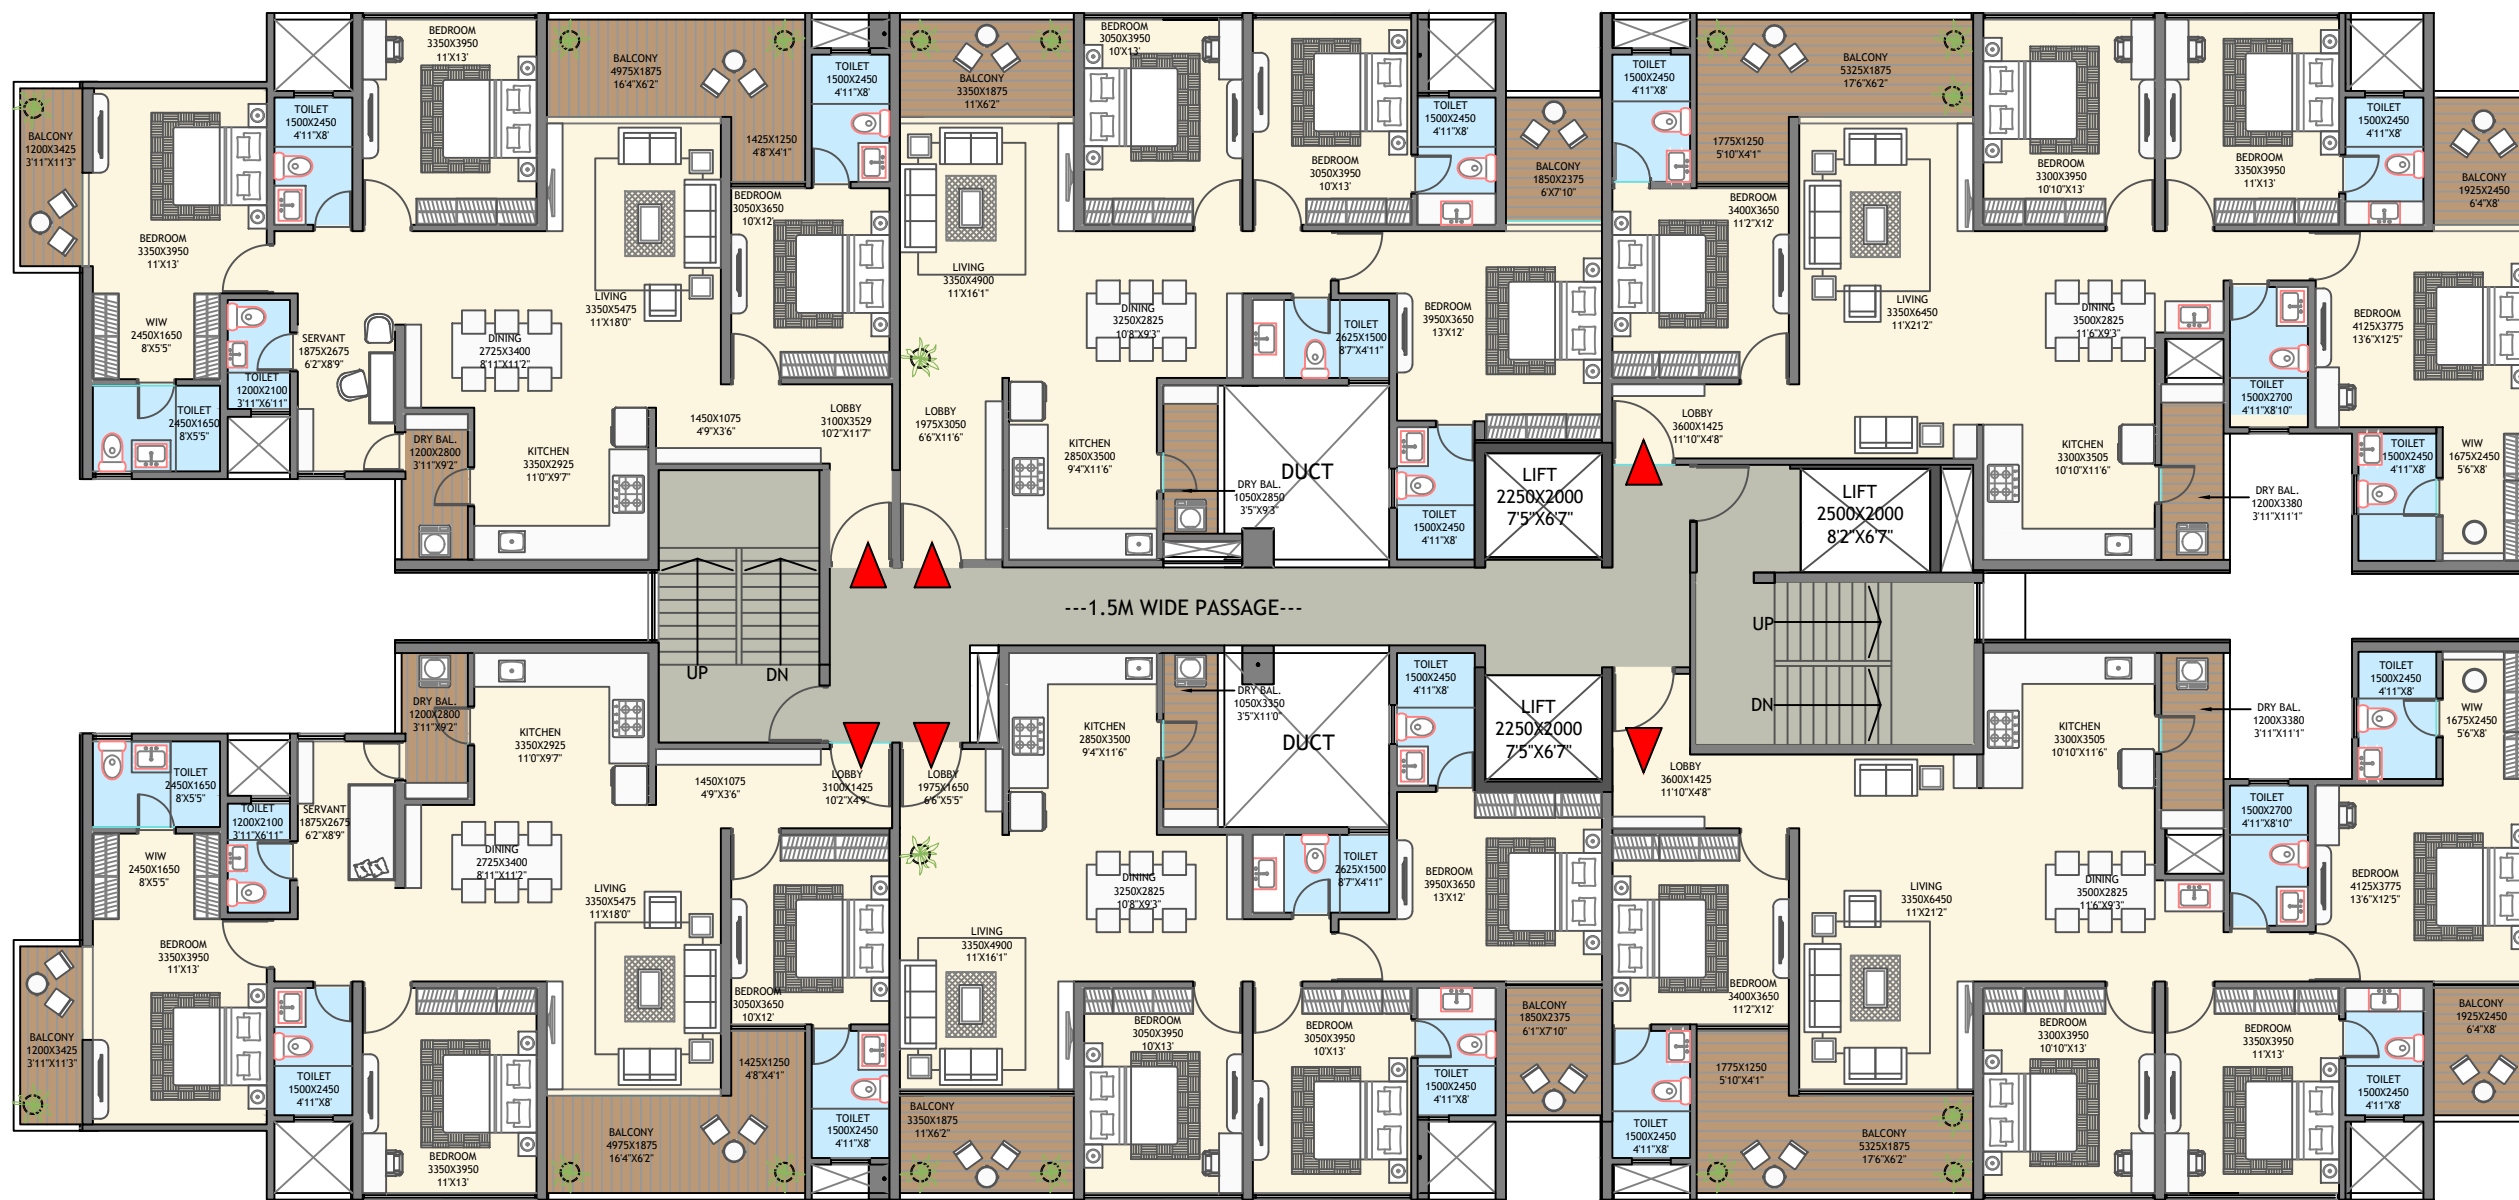 BEDROOM
3350X3950
11'X13'
BALCONY
4975X1875
16'4"X6'2"
TOILET
1500X2450
4'11"X8'
BALCONY
3350X1875
11'X6'2"
BEDROOM
3050X3950
10'X13'
TOILET
1500X2450
4'11"X8'
BALCONY
5325X1875
17'6"X6'2"
BALCONY
1200X3425
3'11"X11'3"
TOILET
1500X2450
4'11"X8'
1425X1250
4'8"X4'1"
BEDROOM
3050X3950
10'X13'
TOILET
1500X2450
4'11"X8'
BALCONY
1850X2375
6'X7'10"
1775X1250
5'10"X4'1"
BEDROOM
3300X3950
10'10"X13'
BEDROOM
3350X3950
11'X13'
TOILET
1500X2450
4'11"X8'
BALCONY
1925X2450
6'4"X8'
BEDROOM
3350X3950
11'X13'
BEDROOM
3050X3650
10'X12'
BEDROOM
3400X3650
11'2"X12'
LIVING
3350X5475
11'X18'0"
LIVING
3350X4900
11'X16'1"
LIVING
3350X6450
11'X21'2"
WIW
2450X1650
8'X5'5"
SERVANT
1875X2675
6'2"X8'9"
DINING
2725X3400
8'11"X11'2"
DINING
3250X2825
10'8"X9'3"
TOILET
2625X1500
8'7"X4'11"
BEDROOM
3950X3650
13'X12'
DINING
3500X2825
11'6"X9'3"
BEDROOM
4125X3775
13'6"X12'5"
TOILET
1200X2100
3'11"X6'11"
TOILET
2450X1650
8'X5'5"
TOILET
1500X2700
4'11"X8'10"
DRY BAL.
1200X2800
3'11"X9'2"
KITCHEN
3350X2925
11'0"X9'7"
1450X1075
4'9"X3'6"
LOBBY
3100X3529
10'2"X11'7"
LOBBY
1975X3050
6'6"X11'6"
KITCHEN
2850X3500
9'4"X11'6"
DUCT
DRY BAL.
1050X2850
3'5"X9'3"
TOILET
1500X2450
4'11"X8'
LIFT
2250X2000
7'5"X6'7"
LOBBY
3600X1425
11'10"X4'8"
LIFT
2500X2000
8'2"X6'7"
KITCHEN
3300X3505
10'10"X11'6"
DRY BAL.
1200X3380
3'11"X11'1"
TOILET
1500X2450
4'11"X8'
WIW
1675X2450
5'6"X8'
---1.5M WIDE PASSAGE---
UP
DN
UP
DN
DRY BAL.
1200X2800
3'11"X9'2"
KITCHEN
3350X2925
11'0"X9'7"
1450X1075
4'9"X3'6"
LOBBY
3100X1425
10'2"X4'9"
LOBBY
1975X1650
6'6"X5'5"
KITCHEN
2850X3500
9'4"X11'6"
DRY BAL.
1050X3350
3'5"X11'0
DUCT
TOILET
1500X2450
4'11"X8'
LIFT
2250X2000
7'5"X6'7"
LOBBY
3600X1425
11'10"X4'8"
KITCHEN
3300X3505
10'10"X11'6"
DRY BAL.
1200X3380
3'11"X11'1"
TOILET
1500X2450
4'11"X8'
WIW
1675X2450
5'6"X8'
TOILET
2450X1650
8'X5'5"
TOILET
1200X2100
3'11"X6'11"
SERVANT
1875X2675
6'2"X8'9"
TOILET
1500X2700
4'11"X8'10"
WIW
2450X1650
8'X5'5"
DINING
2725X3400
8'11"X11'2"
DINING
3250X2825
10'8"X9'3"
TOILET
2625X1500
8'7"X4'11"
BEDROOM
3950X3650
13'X12'
DINING
3500X2825
11'6"X9'3"
BEDROOM
4125X3775
13'6"X12'5"
LIVING
3350X5475
11'X18'0"
LIVING
3350X4900
11'X16'1"
LIVING
3350X6450
11'X21'2"
BEDROOM
3350X3950
11'X13'
BEDROOM
3050X3650
10'X12'
BEDROOM
3400X3650
11'2"X12'
BALCONY
1200X3425
3'11"X11'3"
TOILET
1500X2450
4'11"X8'
1425X1250
4'8"X4'1"
BEDROOM
3050X3950
10'X13'
BEDROOM
3050X3950
10'X13'
BALCONY
1850X2375
6'1"X7'10"
TOILET
1500X2450
4'11"X8'
1775X1250
5'10"X4'1"
BEDROOM
3300X3950
10'10"X13'
BEDROOM
3350X3950
11'X13'
BALCONY
1925X2450
6'4"X8'
TOILET
1500X2450
4'11"X8'
BEDROOM
3350X3950
11'X13'
BALCONY
4975X1875
16'4"X6'2"
TOILET
1500X2450
4'11"X8'
BALCONY
3350X1875
11'X6'2"
TOILET
1500X2450
4'11"X8'
BALCONY
5325X1875
17'6"X6'2"